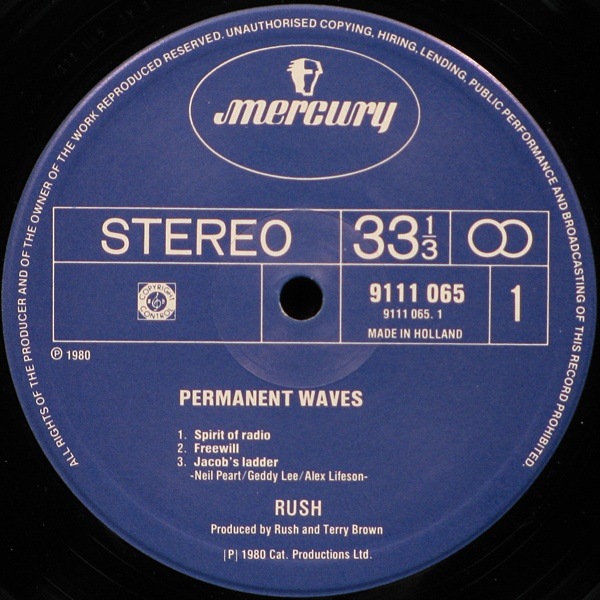 ALL RIGHTS OF THE PRODUCER AND OF THE OWNER OF THE WORK REPRODUCED RESERVED. UNAUTHORISED COPYING, HIRING, LENDING, PUBLIC PERFORMANCE AND BROADCASTING OF THIS RECORD PROHIBITED.
mercury
STEREO
33 1/3
9111 065
9111 065. 1
MADE IN HOLLAND
1
COPYRIGHT
CONTROL
℗ 1980
PERMANENT WAVES
1. Spirit of radio
2. Freewill
3. Jacob's ladder
-Neil Peart/Geddy Lee/Alex Lifeson-
RUSH
Produced by Rush and Terry Brown
|P| 1980 Cat. Productions Ltd.